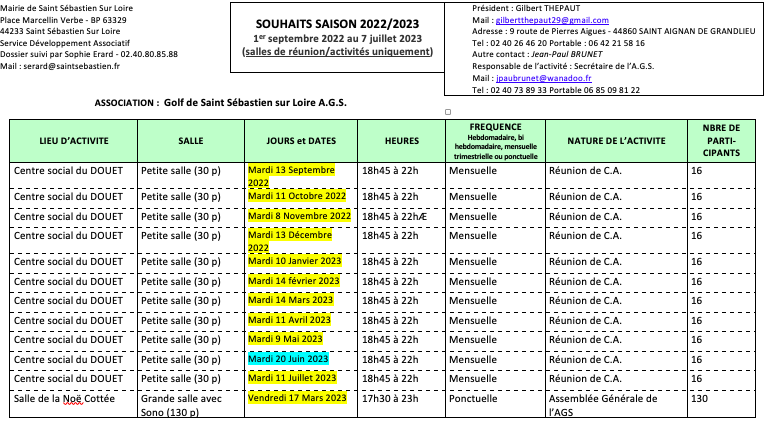 Mairie de Saint Sébastien Sur Loire
Place Marcellin Verbe - BP 63329
44233 Saint Sébastien Sur Loire
Service Développement Associatif
Dossier suivi par Sophie Erard - 02.40.80.85.88
Mail : serard@saintsebastien.fr
SOUHAITS SAISON 2022/2023
1er septembre 2022 au 7 juillet 2023
(salles de réunion/activités uniquement)
Président : Gilbert THEPAUT
Mail : gilbertthepaut29@gmail.com
Adresse : 9 route de Pierres Aigues - 44860 SAINT AIGNAN DE GRANDLIEU
Tel : 02 40 26 46 20 Portable : 06 42 21 58 16
Autre contact : Jean-Paul BRUNET
Responsable de l'activité : Secrétaire de l'A.G.S.
Mail : jpaubrunet@wanadoo.fr
Tel : 02 40 73 89 33 Portable 06 85 09 81 22
ASSOCIATION : Golf de Saint Sébastien sur Loire A.G.S.
LIEU D'ACTIVITE SALLE JOURS et DATES HEURES FREQUENCE Hebdomadaire, bi hebdomadaire, mensuelle trimestrielle ou ponctuelle NATURE DE L'ACTIVITE NBRE DE PARTI-CIPANTS
Centre social du DOUET Petite salle (30 p) Mardi 13 Septembre 2022 18h45 à 22h Mensuelle Réunion de C.A. 16
Centre social du DOUET Petite salle (30 p) Mardi 11 Octobre 2022 18h45 à 22h Mensuelle Réunion de C.A. 16
Centre social du DOUET Petite salle (30 p) Mardi 8 Novembre 2022 18h45 à 22hÆ Mensuelle Réunion de C.A. 16
Centre social du DOUET Petite salle (30 p) Mardi 13 Décembre 2022 18h45 à 22h Mensuelle Réunion de C.A. 16
Centre social du DOUET Petite salle (30 p) Mardi 10 Janvier 2023 18h45 à 22h Mensuelle Réunion de C.A. 16
Centre social du DOUET Petite salle (30 p) Mardi 14 février 2023 18h45 à 22h Mensuelle Réunion de C.A. 16
Centre social du DOUET Petite salle (30 p) Mardi 14 Mars 2023 18h45 à 22h Mensuelle Réunion de C.A. 16
Centre social du DOUET Petite salle (30 p) Mardi 11 Avril 2023 18h45 à 22h Mensuelle Réunion de C.A. 16
Centre social du DOUET Petite salle (30 p) Mardi 9 Mai 2023 18h45 à 22h Mensuelle Réunion de C.A. 16
Centre social du DOUET Petite salle (30 p) Mardi 20 Juin 2023 18h45 à 22h Mensuelle Réunion de C.A. 16
Centre social du DOUET Petite salle (30 p) Mardi 11 Juillet 2023 18h45 à 22h Mensuelle Réunion de C.A. 16
Salle de la Noë Cottée Grande salle avec Sono (130 p) Vendredi 17 Mars 2023 17h30 à 23h Ponctuelle Assemblée Générale de l'AGS 130